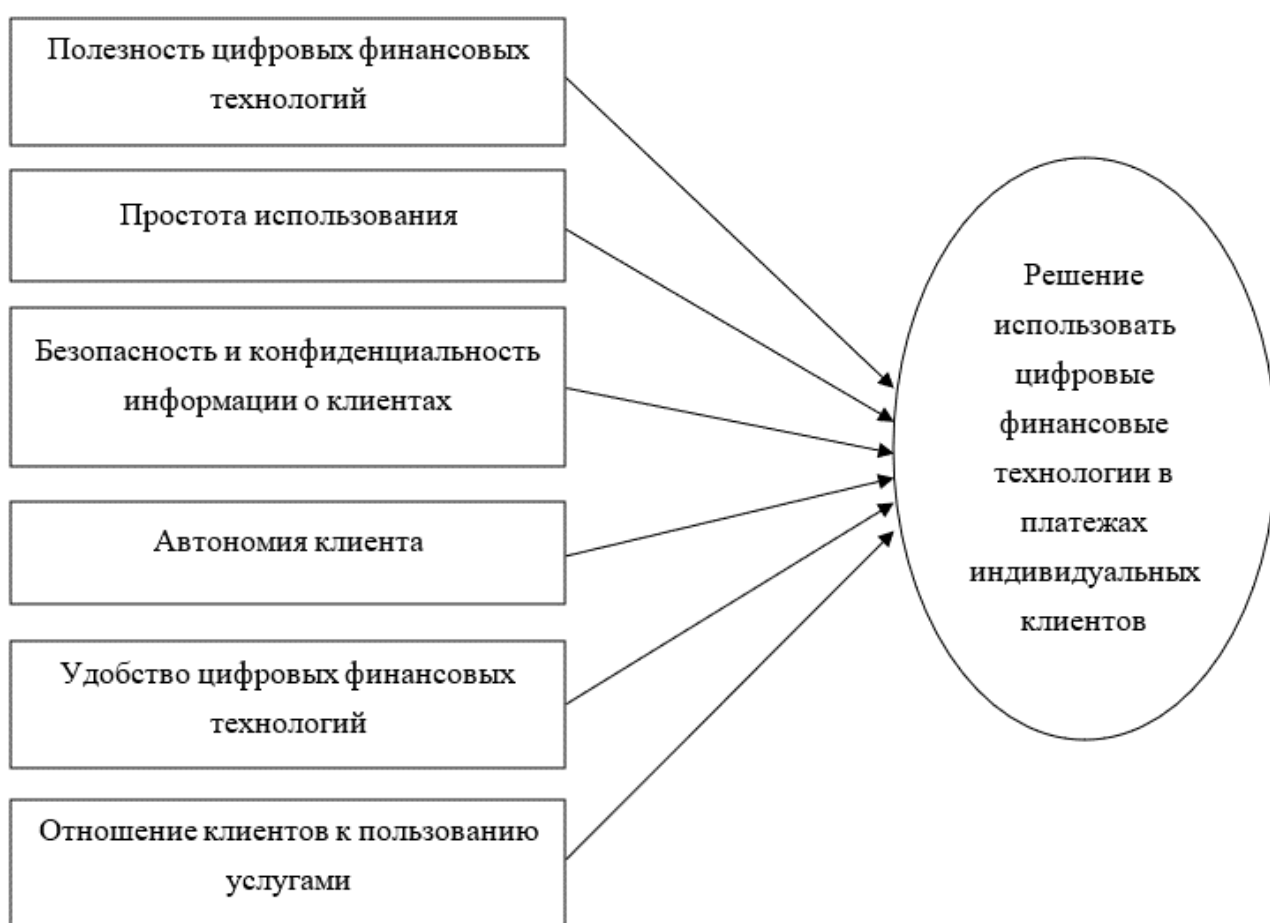 Полезность цифровых финансовых
технологий
Простота использования
Безопасность и конфиденциальность
информации о клиентах
Автономия клиента
Удобство цифровых финансовых
технологий
Отношение клиентов к пользованию
услугами
Решение
использовать
цифровые
финансовые
технологии в
платежах
индивидуальных
клиентов